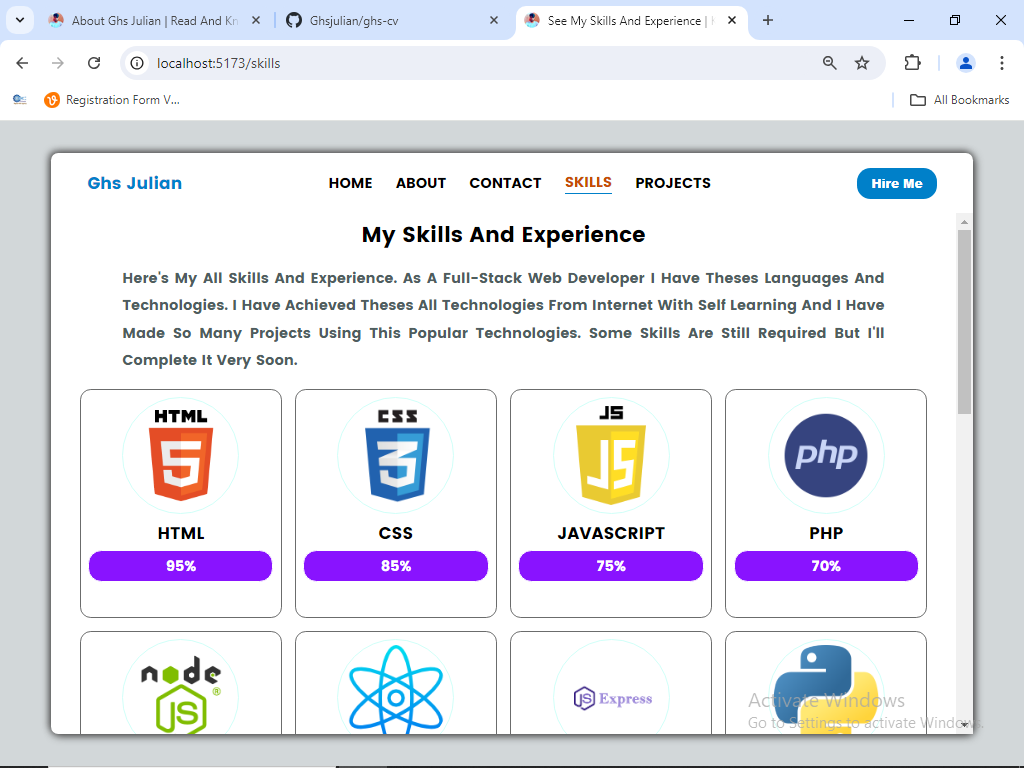 About Ghs Julian | Read And Kn
Ghsjulian/ghs-cv
See My Skills And Experience |
localhost:5173/skills
Registration Form V...
All Bookmarks
Ghs Julian
HOME
ABOUT
CONTACT
SKILLS
PROJECTS
Hire Me
My Skills And Experience
Here's My All Skills And Experience. As A Full-Stack Web Developer I Have Theses Languages And
Technologies. I Have Achieved Theses All Technologies From Internet With Self Learning And I Have
Made So Many Projects Using This Popular Technologies. Some Skills Are Still Required But I'll
Complete It Very Soon.
HTML
5
CSS
3
JS
JS
php
HTML
CSS
JAVASCRIPT
PHP
95%
85%
75%
70%
node
JS
®
JS Express
Activate Windows
Go to Settings to activate Windows.